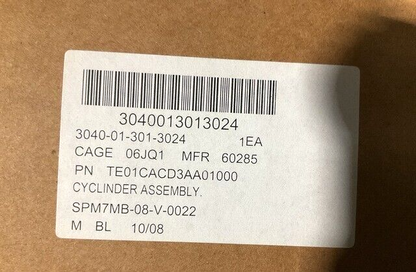 3040013013024
3040-01-301-3024 1EA
CAGE 06JQ1 MFR 60285
PN TE01CACD3AA01000
CYCLINDER ASSEMBLY.
SPM7MB-08-V-0022
M BL 10/08